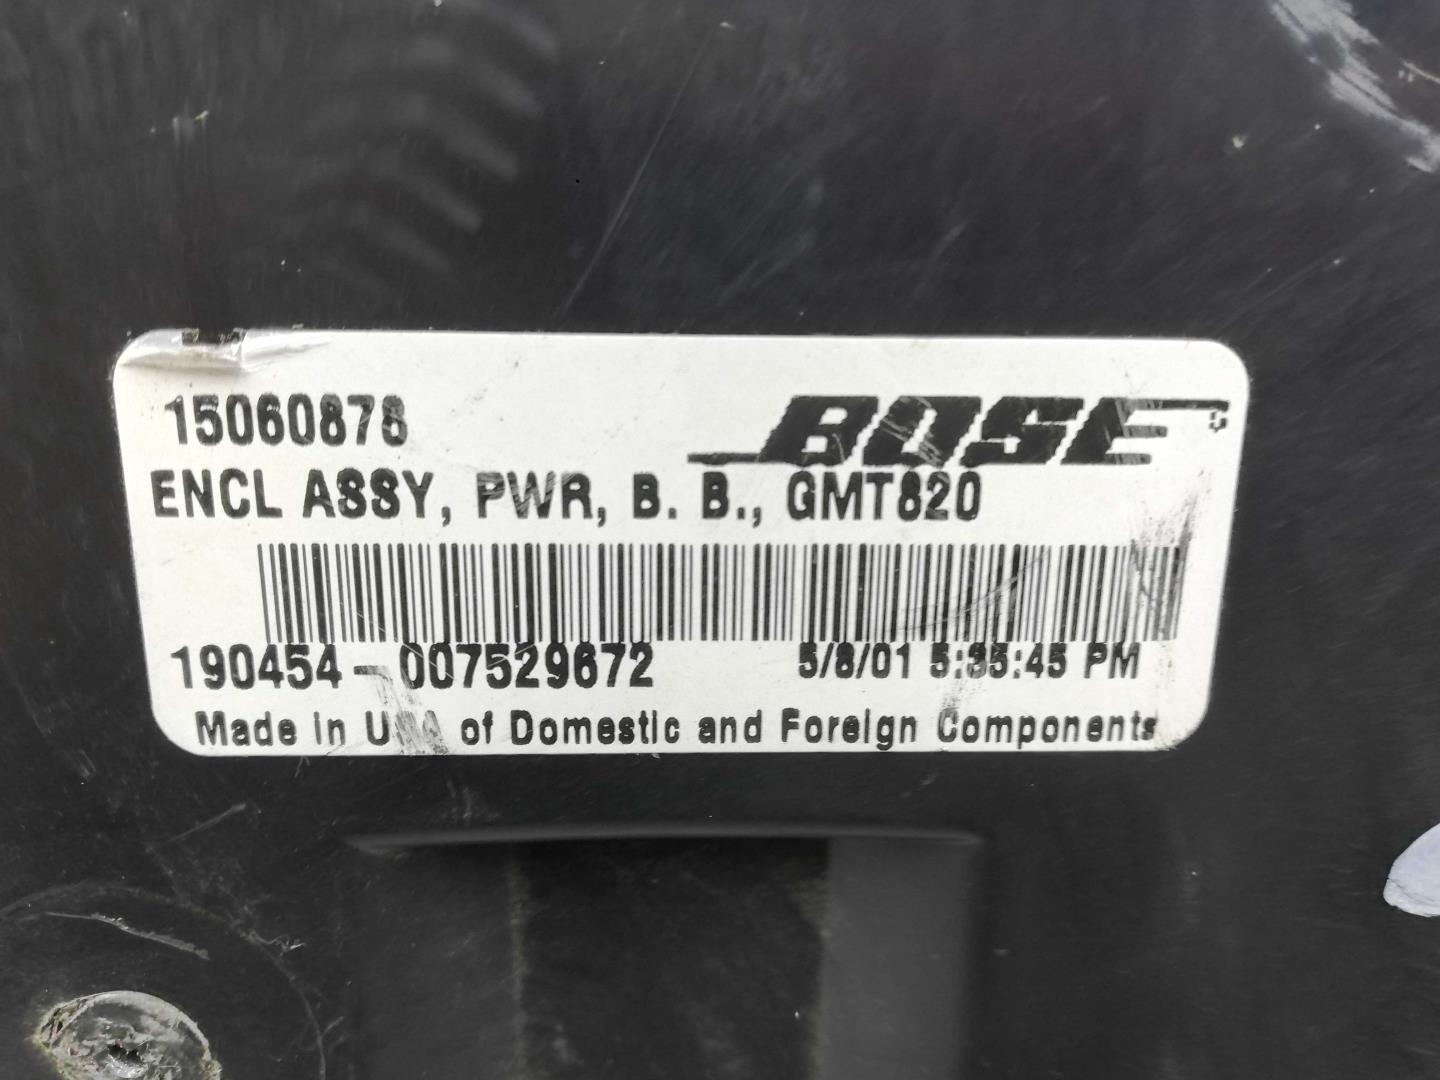 15060878 BOSE
ENCL ASSY, PWR, B. B., GMT820
190454-007529672 5/8/01 5:35:45 PM
Made in USA of Domestic and Foreign Components